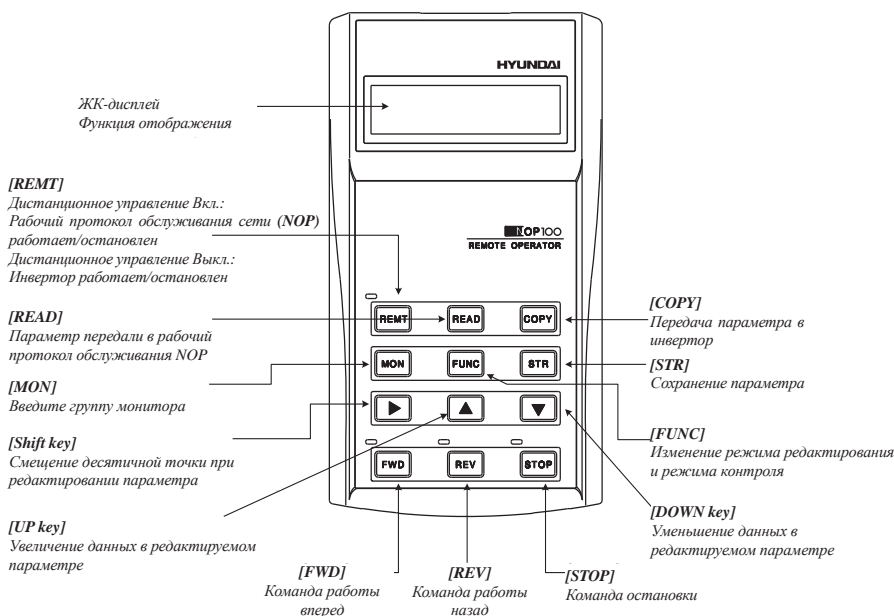 HYUNDAI
ЖК-дисплей
Функция отображения
[REMT]
Дистанционное управление Вкл.:
Рабочий протокол обслуживания сети (NOP)
работает/остановлен
Дистанционное управление Выкл.:
Инвертор работает/остановлен
NOP100
REMOTE OPERATOR
[READ]
Параметр передали в рабочий
протокол обслуживания NOP
[MON]
Введите группу монитора
[Shift key]
Смещение десятичной точки при
редактировании параметра
[UP key]
Увеличение данных в редактируемом
параметре
REMT READ COPY
MON FUNC STR
FWD REV STOP
[COPY]
Передача параметра в
инвертор
[STR]
Сохранение параметра
[FUNC]
Изменение режима редактирования
и режима контроля
[DOWN key]
Уменьшение данных в
редактируемом параметре
[FWD]
Команда работы
вперед
[REV]
Команда работы
назад
[STOP]
Команда остановки